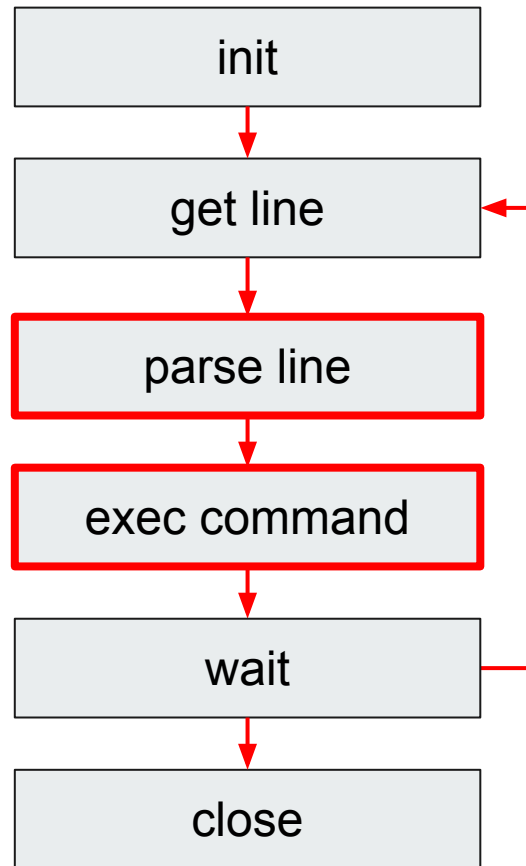 init
get line
parse line
exec command
wait
close